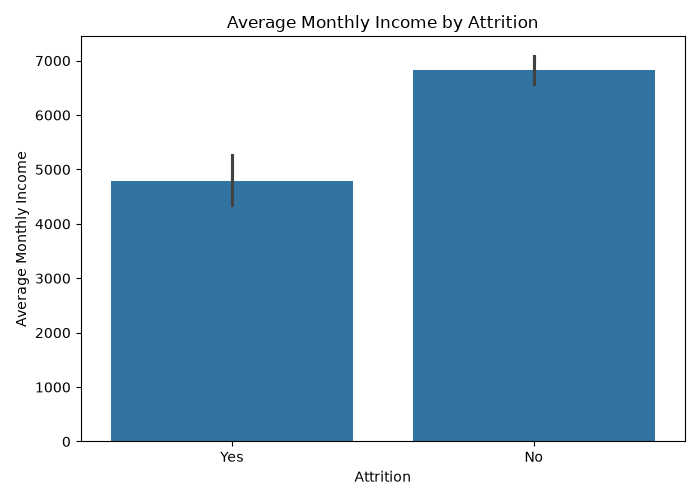 Average Monthly Income by Attrition
Average Monthly Income
7000
6000
5000
4000
3000
2000
1000
0
Yes
No
Attrition